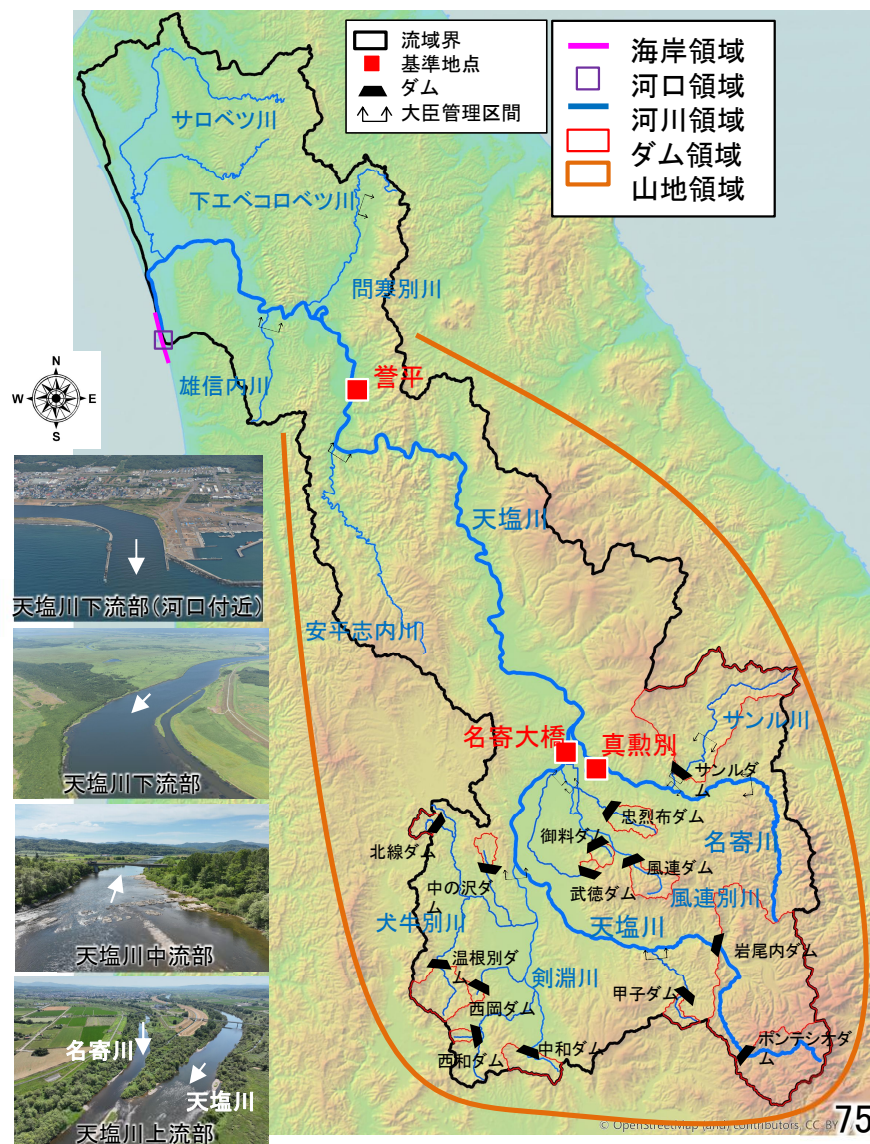 流域界
基準地点
ダム
大臣管理区間
海岸領域
河口領域
河川領域
ダム領域
山地領域
サロベツ川
下エベコロベツ川
問寒別川
雄信内川
誉平
N
W
E
S
天塩川
安平志内川
天塩川下流部(河口付近)
天塩川下流部
天塩川中流部
名寄川
天塩川
天塩川上流部
名寄大橋
真勲別
サンル川
サンルダ
ム
忠烈布ダム
御料ダム
名寄川
風連ダム
武徳ダム
風連別川
北線ダム
中の沢ダ
ム
犬牛別川
天塩川
岩尾内ダム
温根別ダ
ム
剣淵川
西岡ダム
甲子ダム
西和ダム
中和ダム
ポンテシオダ
ム
© OpenStreetMap (and) contributors, CC-BY
75